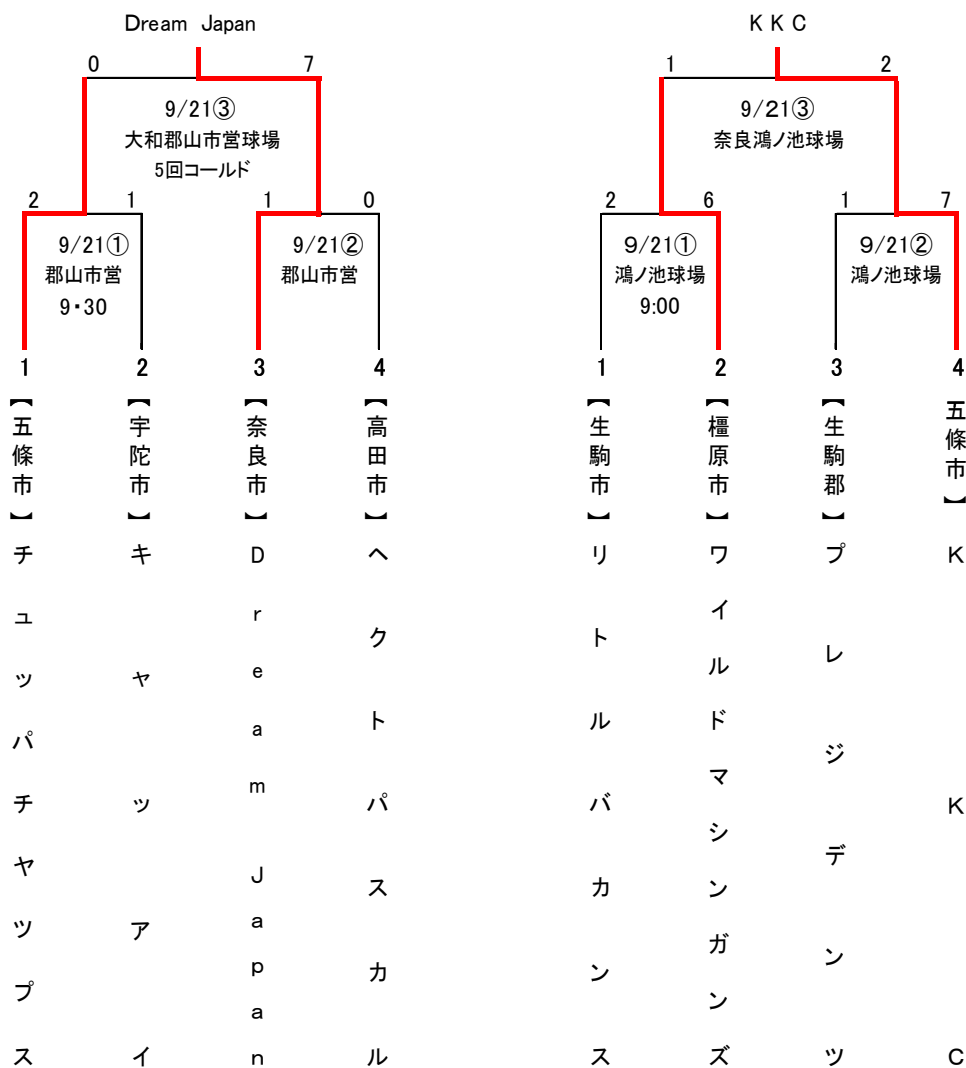 Dream Japan
0
7
9/21③
大和郡山市営球場
5回コールド
2
1
1
0
9/21①
郡山市営
9・30
9/21②
郡山市営
1
2
3
4
【五條市】チュッパチヤツプス
【宇陀市】キャッアイ
【奈良市】Dream Japan
【高田市】ヘクトパスカル
KKC
1
2
9/21③
奈良鴻ノ池球場
2
6
1
7
9/21①
鴻ノ池球場
9:00
9/21②
鴻ノ池球場
1
2
3
4
【生駒市】リトルバカンス
【橿原市】ワイルドマシンガンズ
【生駒郡】プレジデンツ
五條市】KKC